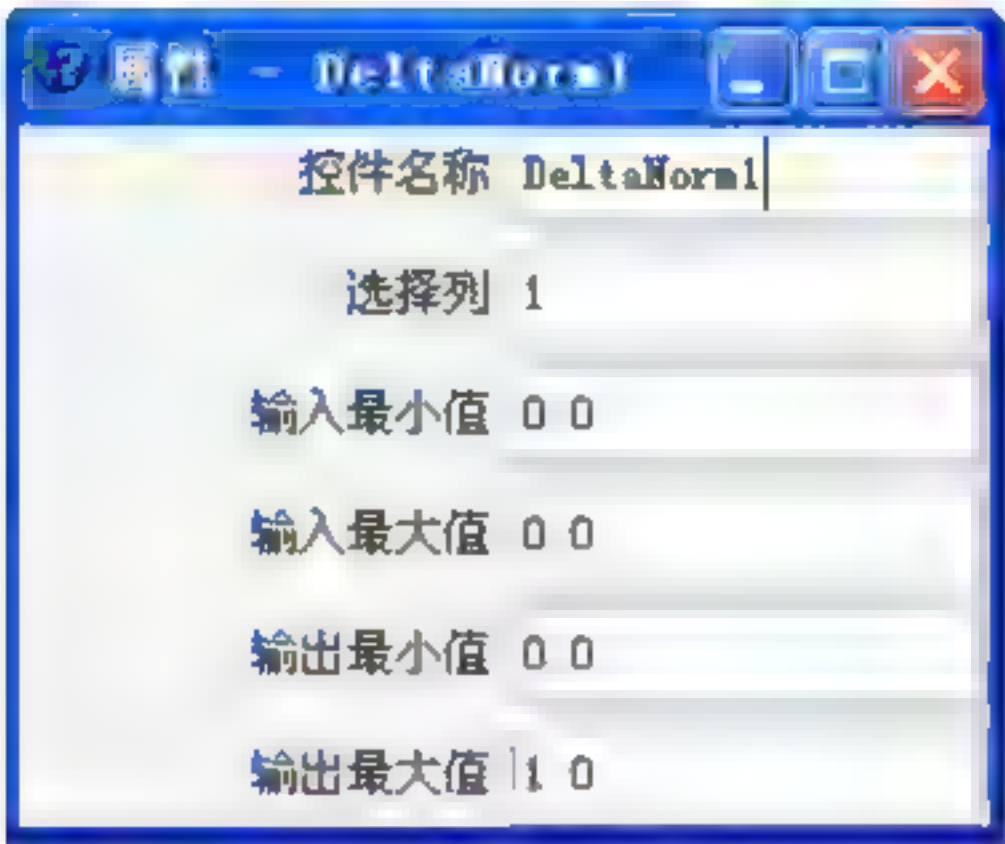 属性 - DeltaNorm1
控件名称 DeltaNorm1
选择列 1
输入最小值 0 0
输入最大值 0 0
输出最小值 0 0
输出最大值 1 0